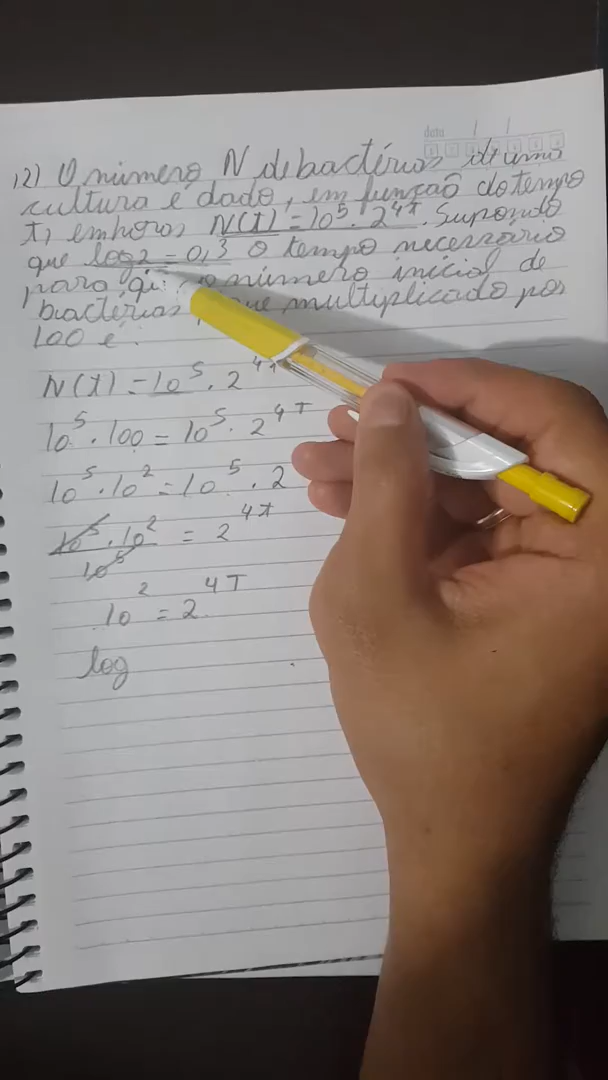 data / /
12) O número N de bactérias de uma
cultura é dado, em função do tempo
t, em horas N(t) = 10⁵ . 2⁴ᵀ. Supondo
que log2 = 0,3 o tempo necessário
para o número inicial de
bactérias que multiplicado por
100 é:
N(t) = 10⁵ . 2⁴ᵀ
10⁵ . 100 = 10⁵ . 2⁴ᵀ
10⁵ . 10² = 10⁵ . 2
10⁵ . 10² = 2⁴ᵗ
10⁵
10² = 2⁴ᵀ
log